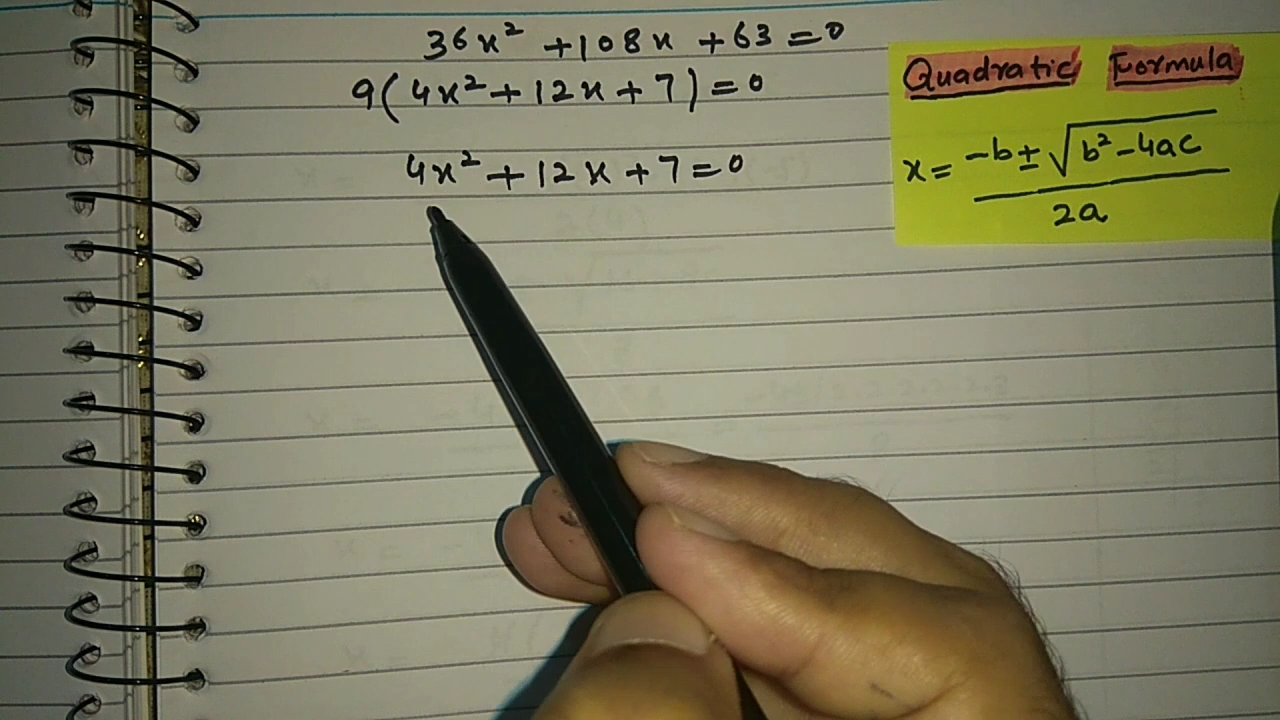 36x² +108x +63 =0
9(4x²+12x+7)=0
4x²+12x+7=0
Quadratic Formula
x= -b±√b²-4ac
2a